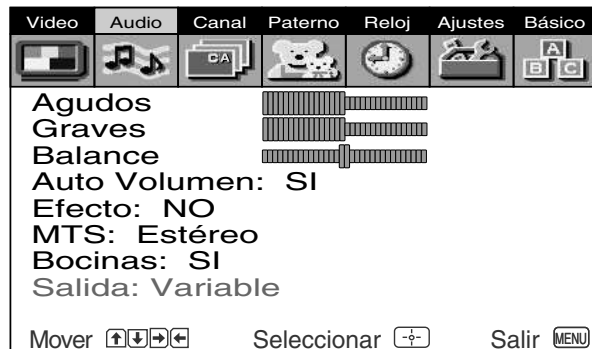 Video Audio Canal Paterno Reloj Ajustes Básico
CA A B C
Agudos
Graves
Balance
Auto Volumen: SI
Efecto: NO
MTS: Estéreo
Bocinas: SI
Salida: Variable
Mover Seleccionar Salir MENU